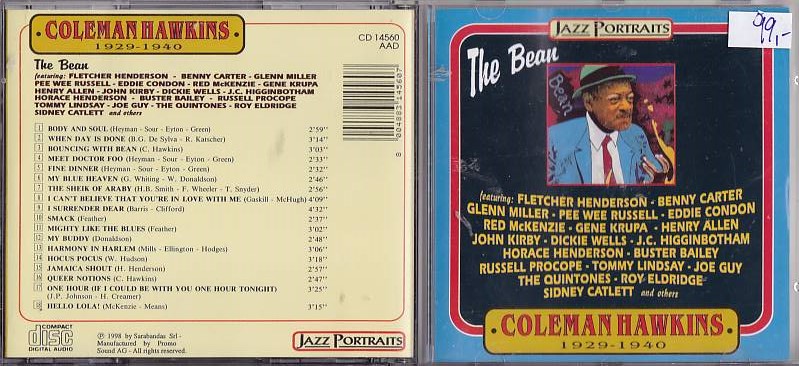 COLEMAN HAWKINS
1929-1940
CD 14560
AAD
The Bean
featuring: FLETCHER HENDERSON - BENNY CARTER - GLENN MILLER
PEE WEE RUSSELL - EDDIE CONDON - RED McKENZIE - GENE KRUPA
HENRY ALLEN - JOHN KIRBY - DICKIE WELLS - J.C. HIGGINBOTHAM
HORACE HENDERSON - BUSTER BAILEY - RUSSELL PROCOPE
TOMMY LINDSAY - JOE GUY - THE QUINTONES - ROY ELDRIDGE
SIDNEY CATLETT and others
1 BODY AND SOUL (Heyman - Sour - Eyton - Green) 2'59"
2 WHEN DAY IS DONE (B.G. De Sylva - R. Katscher) 3'14"
3 BOUNCING WITH BEAN (C. Hawkins) 3'03"
4 MEET DOCTOR FOO (Heyman - Sour - Eyton - Green) 2'33"
5 FINE DINNER (Heyman - Sour - Eyton - Green) 2'32"
6 MY BLUE HEAVEN (G. Whiting - W. Donaldson) 2'46"
7 THE SHEIK OF ARABY (H.B. Smith - F. Wheeler - T. Snyder) 2'56"
8 I CAN'T BELIEVE THAT YOU'RE IN LOVE WITH ME (Gaskill - McHugh) 4'09"
9 I SURRENDER DEAR (Barris - Clifford) 4'32"
10 SMACK (Feather) 2'37"
11 MIGHTY LIKE THE BLUES (Feather) 3'02"
12 MY BUDDY (Donaldson) 2'48"
13 HARMONY IN HARLEM (Mills - Ellington - Hodges) 3'06"
14 HOCUS POCUS (W. Hudson) 3'18"
15 JAMAICA SHOUT (H. Henderson) 2'57"
16 QUEER NOTIONS (C. Hawkins) 2'47"
17 ONE HOUR (IF I COULD BE WITH YOU ONE HOUR TONIGHT) 3'25"
(J.P. Johnson - H. Creamer)
18 HELLO LOLA! (McKenzie - Means) 3'15"
8 004883 145607
COMPACT
disc
DIGITAL AUDIO
℗ © 1998 by Sarabandas Srl -
Manufactured by Promo
Sound AG - All rights reserved.
JAZZ PORTRAITS
JAZZ PORTRAITS
99,-
The Bean
Bean
featuring: FLETCHER HENDERSON - BENNY CARTER
GLENN MILLER - PEE WEE RUSSELL - EDDIE CONDON
RED McKENZIE - GENE KRUPA - HENRY ALLEN
JOHN KIRBY - DICKIE WELLS - J.C. HIGGINBOTHAM
HORACE HENDERSON - BUSTER BAILEY
RUSSELL PROCOPE - TOMMY LINDSAY - JOE GUY
THE QUINTONES - ROY ELDRIDGE
SIDNEY CATLETT and others
COLEMAN HAWKINS
1929-1940